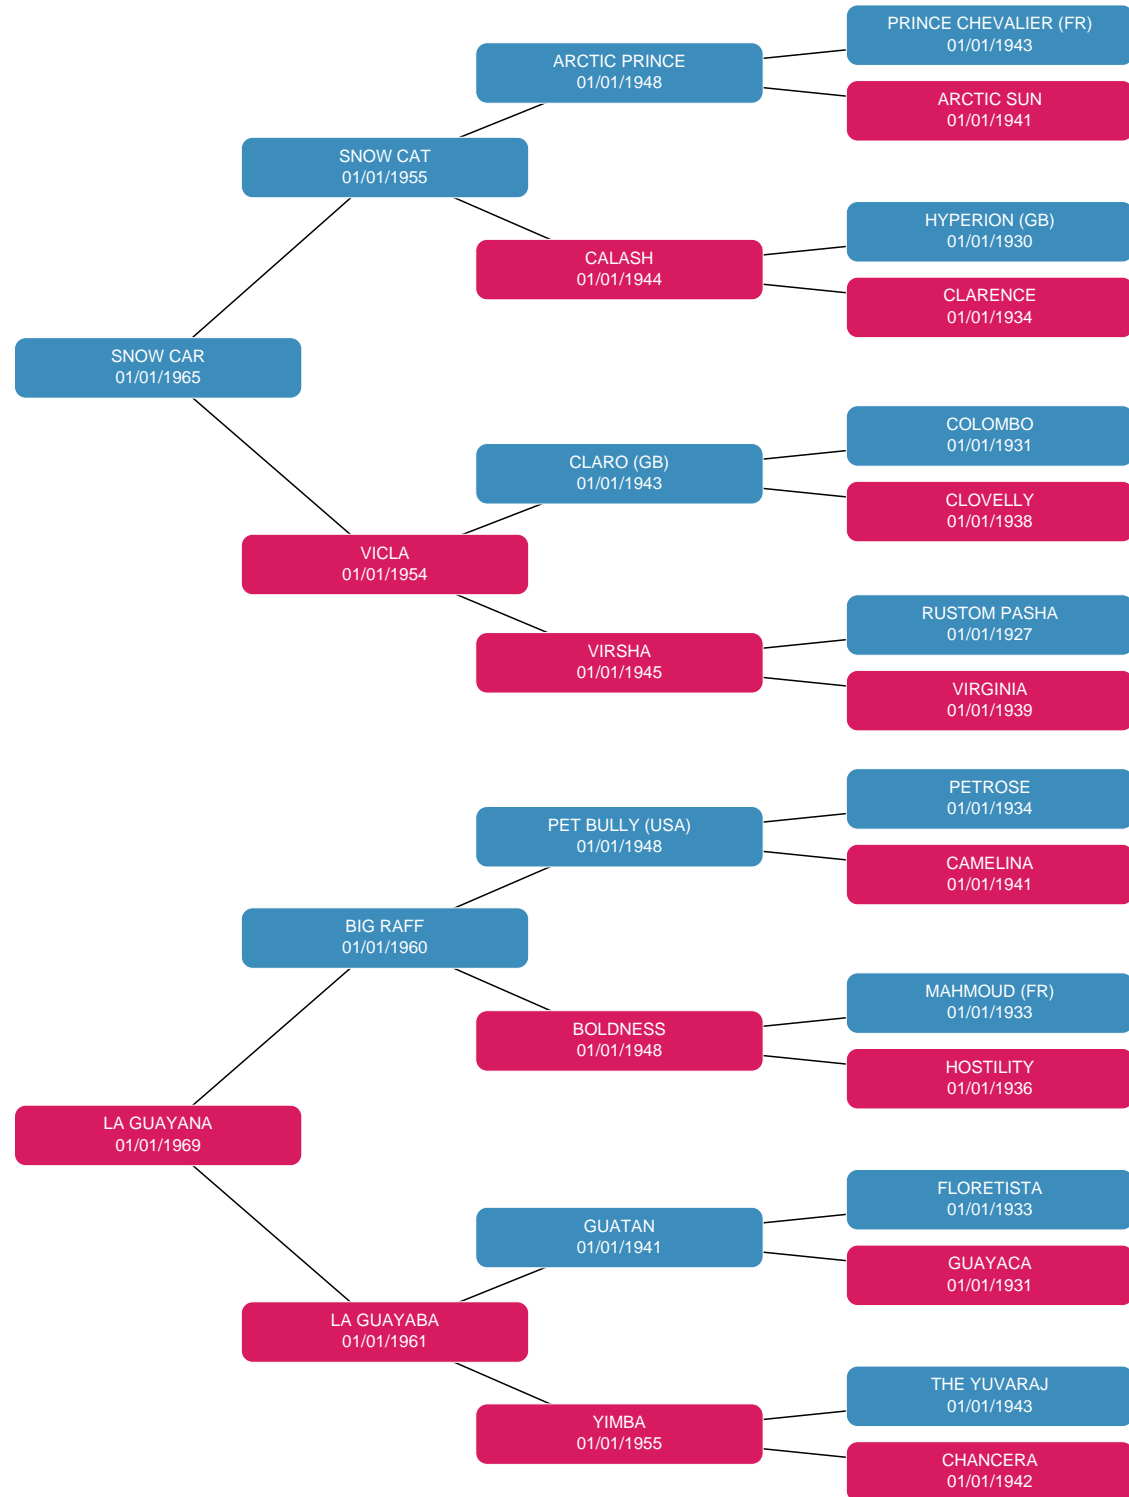 PRINCE CHEVALIER (FR)
01/01/1943
ARCTIC PRINCE
01/01/1948
ARCTIC SUN
01/01/1941
SNOW CAT
01/01/1955
HYPERION (GB)
01/01/1930
CALASH
01/01/1944
CLARENCE
01/01/1934
SNOW CAR
01/01/1965
COLOMBO
01/01/1931
CLARO (GB)
01/01/1943
CLOVELLY
01/01/1938
VICLA
01/01/1954
RUSTOM PASHA
01/01/1927
VIRSHA
01/01/1945
VIRGINIA
01/01/1939
PETROSE
01/01/1934
PET BULLY (USA)
01/01/1948
CAMELINA
01/01/1941
BIG RAFF
01/01/1960
MAHMOUD (FR)
01/01/1933
BOLDNESS
01/01/1948
HOSTILITY
01/01/1936
LA GUAYANA
01/01/1969
FLORETISTA
01/01/1933
GUATAN
01/01/1941
GUAYACA
01/01/1931
LA GUAYABA
01/01/1961
THE YUVARAJ
01/01/1943
YIMBA
01/01/1955
CHANCERA
01/01/1942